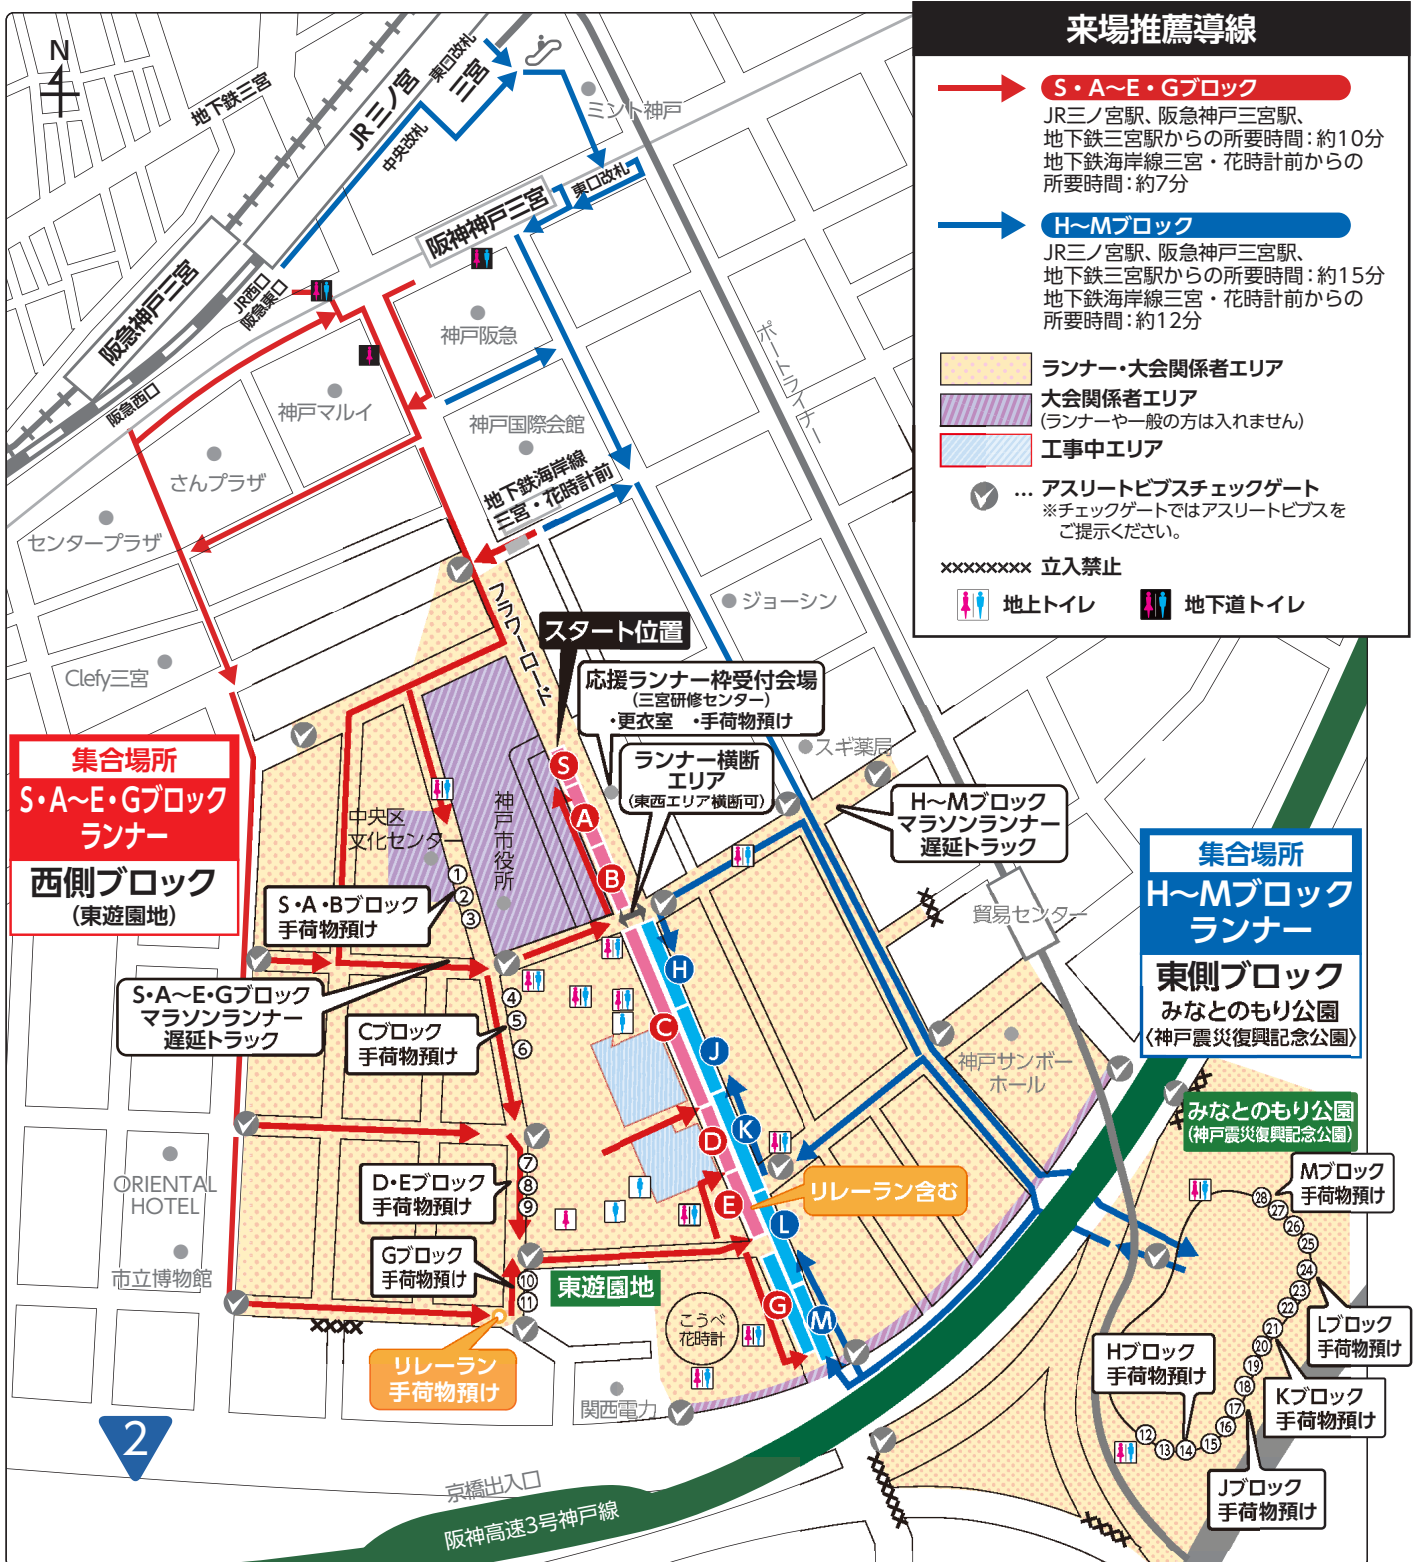 来場推薦導線
S・A～E・Gブロック
JR三ノ宮駅、阪急神戸三宮駅、
地下鉄三宮駅からの所要時間：約10分
地下鉄海岸線三宮・花時計前からの
所要時間：約7分
H～Mブロック
JR三ノ宮駅、阪急神戸三宮駅、
地下鉄三宮駅からの所要時間：約15分
地下鉄海岸線三宮・花時計前からの
所要時間：約12分
ランナー・大会関係者エリア
大会関係者エリア
(ランナーや一般の方は入れません)
工事中エリア
… アスリートビブスチェックゲート
※チェックゲートではアスリートビブスを
ご提示ください。
立入禁止
地上トイレ
地下道トイレ
N
地下鉄三宮
JR三ノ宮
東口改札
三宮
中央改札
ミント神戸
東口改札
阪神神戸三宮
阪急神戸三宮
JR西口
阪急東口
阪急西口
神戸阪急
神戸マルイ
神戸国際会館
さんプラザ
センタープラザ
地下鉄海岸線
三宮・花時計前
ポートライナー
ジョーシン
フラワーロード
スタート位置
Clefy三宮
応援ランナー枠受付会場
(三宮研修センター)
・更衣室 ・手荷物預け
スギ薬局
ランナー横断
エリア
(東西エリア横断可)
H～Mブロック
マラソンランナー
遅延トラック
集合場所
S・A～E・Gブロック
ランナー
西側ブロック
(東遊園地)
集合場所
H～Mブロック
ランナー
東側ブロック
みなとのもり公園
〈神戸震災復興記念公園〉
中央区
文化センター
神戸市役所
S
A
B
S・A・Bブロック
手荷物預け
①
②
③
貿易センター
S・A～E・Gブロック
マラソンランナー
遅延トラック
Cブロック
手荷物預け
④
⑤
⑥
H
C
J
D
K
E
L
G
M
神戸サンボー
ホール
みなとのもり公園
(神戸震災復興記念公園)
ORIENTAL
HOTEL
市立博物館
D・Eブロック
手荷物預け
⑦
⑧
⑨
Gブロック
手荷物預け
⑩
⑪
東遊園地
リレーラン含む
こうべ
花時計
リレーラン
手荷物預け
関西電力
Mブロック
手荷物預け
㉘
㉗
㉖
㉕
㉔
㉓
㉒
㉑
⑳
⑲
⑱
⑰
⑯
⑮
⑭
⑬
⑫
Lブロック
手荷物預け
Hブロック
手荷物預け
Kブロック
手荷物預け
Jブロック
手荷物預け
2
京橋出入口
阪神高速3号神戸線